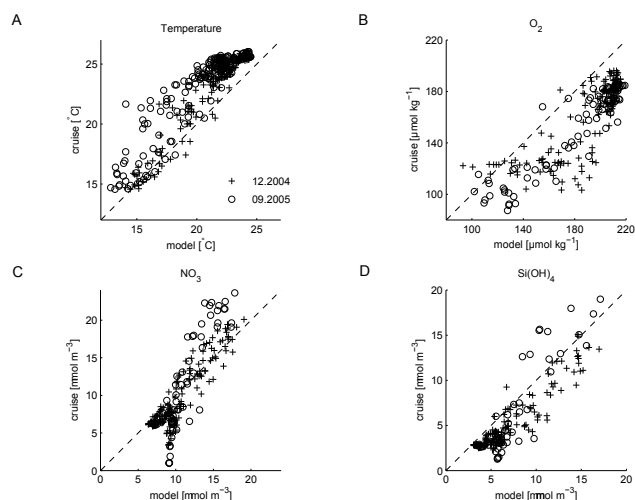 A
Temperature
25
20
15
cruise [°C]
+ 12.2004
o 09.2005
15 20 25
model [°C]
B
O2
220
180
140
100
cruise [µmol kg−1]
100 140 180 220
model [µmol kg−1]
C
NO3
20
15
10
5
0
cruise [mmol m−3]
0 5 10 15 20
model [mmol m−3]
D
Si(OH)4
20
15
10
5
0
cruise [mmol m−3]
0 5 10 15 20
model [mmol m−3]